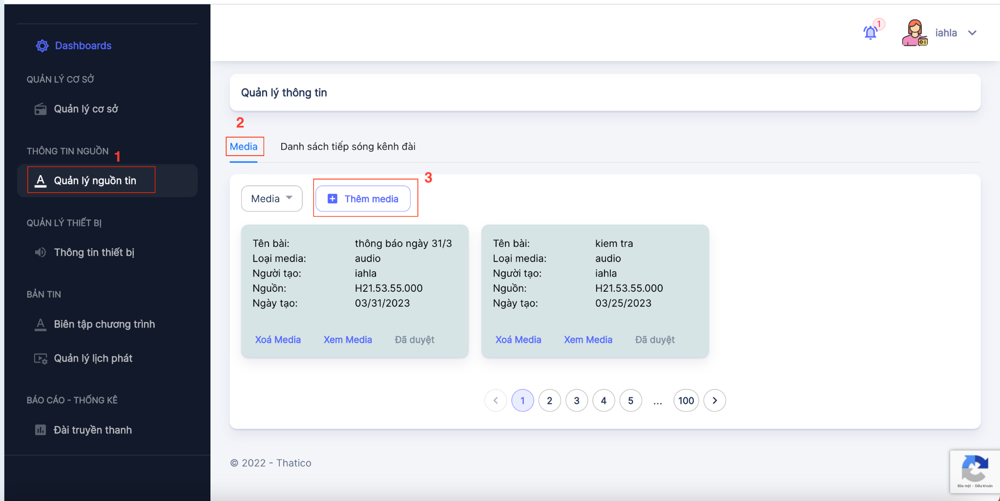 Dashboards
QUẢN LÝ CƠ SỞ
Quản lý cơ sở
THÔNG TIN NGUỒN
1
Quản lý nguồn tin
QUẢN LÝ THIẾT BỊ
Thông tin thiết bị
BẢN TIN
Biên tập chương trình
Quản lý lịch phát
BÁO CÁO - THỐNG KÊ
Đài truyền thanh
1
iahla
Quản lý thông tin
2
Media
Danh sách tiếp sóng kênh đài
3
Media
Thêm media
Tên bài: thông báo ngày 31/3
Loại media: audio
Người tạo: iahla
Nguồn: H21.53.55.000
Ngày tạo: 03/31/2023
Xoá Media Xem Media Đã duyệt
Tên bài: kiem tra
Loại media: audio
Người tạo: iahla
Nguồn: H21.53.55.000
Ngày tạo: 03/25/2023
Xoá Media Xem Media Đã duyệt
1 2 3 4 5 ... 100
© 2022 - Thatico
Bảo mật - Điều khoản